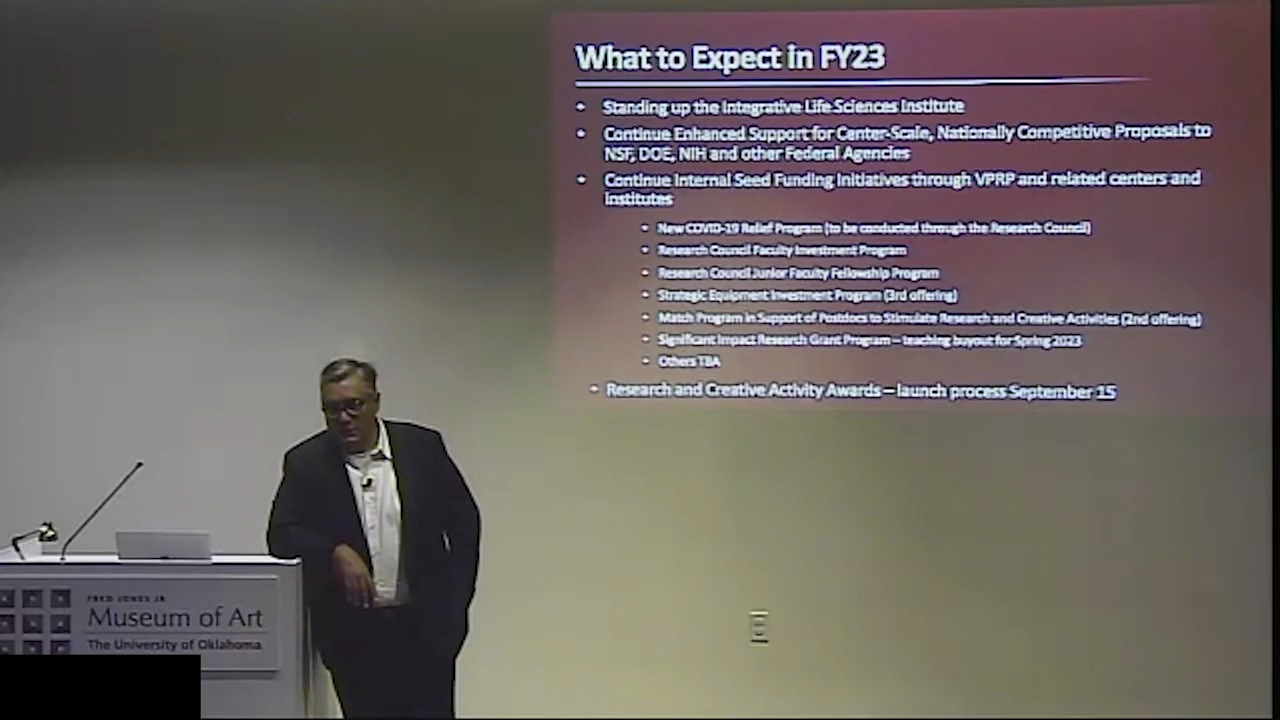 What to Expect in FY23
• Standing up the Integrative Life Sciences Institute
• Continue Enhanced Support for Center-Scale, Nationally Competitive Proposals to
NSF, DOE, NIH and other Federal Agencies
• Continue Internal Seed Funding Initiatives through VPRP and related centers and
institutes
• New COVID-19 Relief Program (to be conducted through the Research Council)
• Research Council Faculty Investment Program
• Research Council Junior Faculty Fellowship Program
• Strategic Equipment Investment Program (3rd offering)
• Match Program in Support of Postdocs to Stimulate Research and Creative Activities (2nd offering)
• Significant Impact Research Grant Program – teaching buyout for Spring 2023
• Others TBA
• Research and Creative Activity Awards – launch process September 15
FRED JONES JR
Museum of Art
The University of Oklahoma